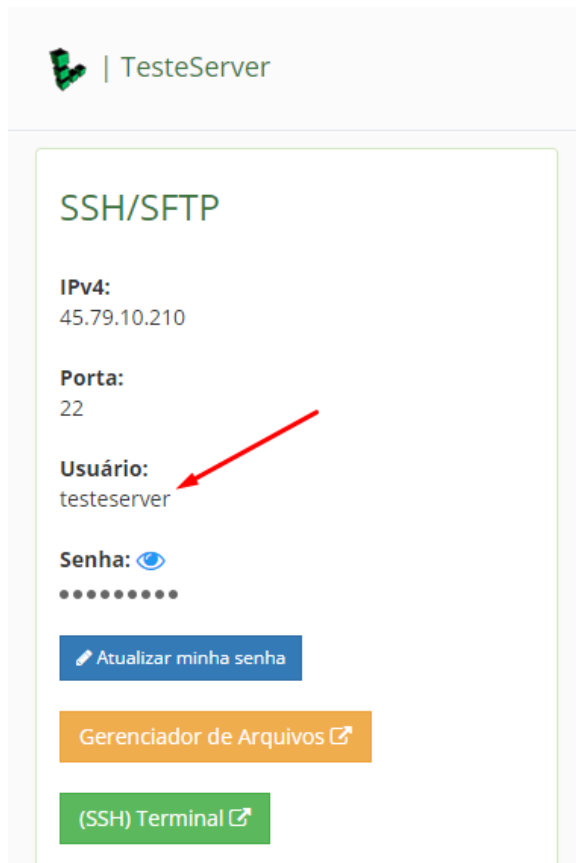 | TesteServer
SSH/SFTP
IPv4:
45.79.10.210
Porta:
22
Usuário:
testeserver
Senha:
●●●●●●●●●
Atualizar minha senha
Gerenciador de Arquivos
(SSH) Terminal